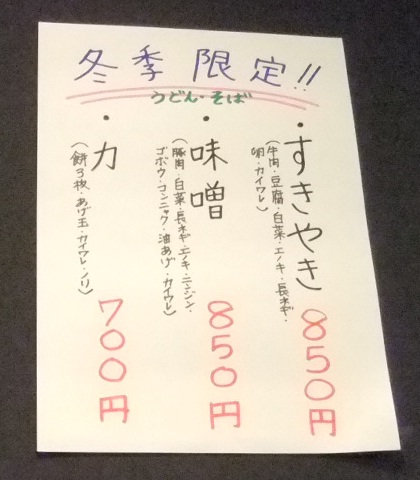 冬季限定!!
うどん・そば
・すきやき
(牛肉・豆腐・白菜・エノキ・長ネギ・
卵・カイワレ)
850円
・味噌
(豚肉・白菜・長ネギ・エノキ・ニンジン・
ゴボウ・コンニャク・油あげ・カイワレ)
850円
・力
(餅3枚 あげ玉・カイワレ・ノリ)
700円